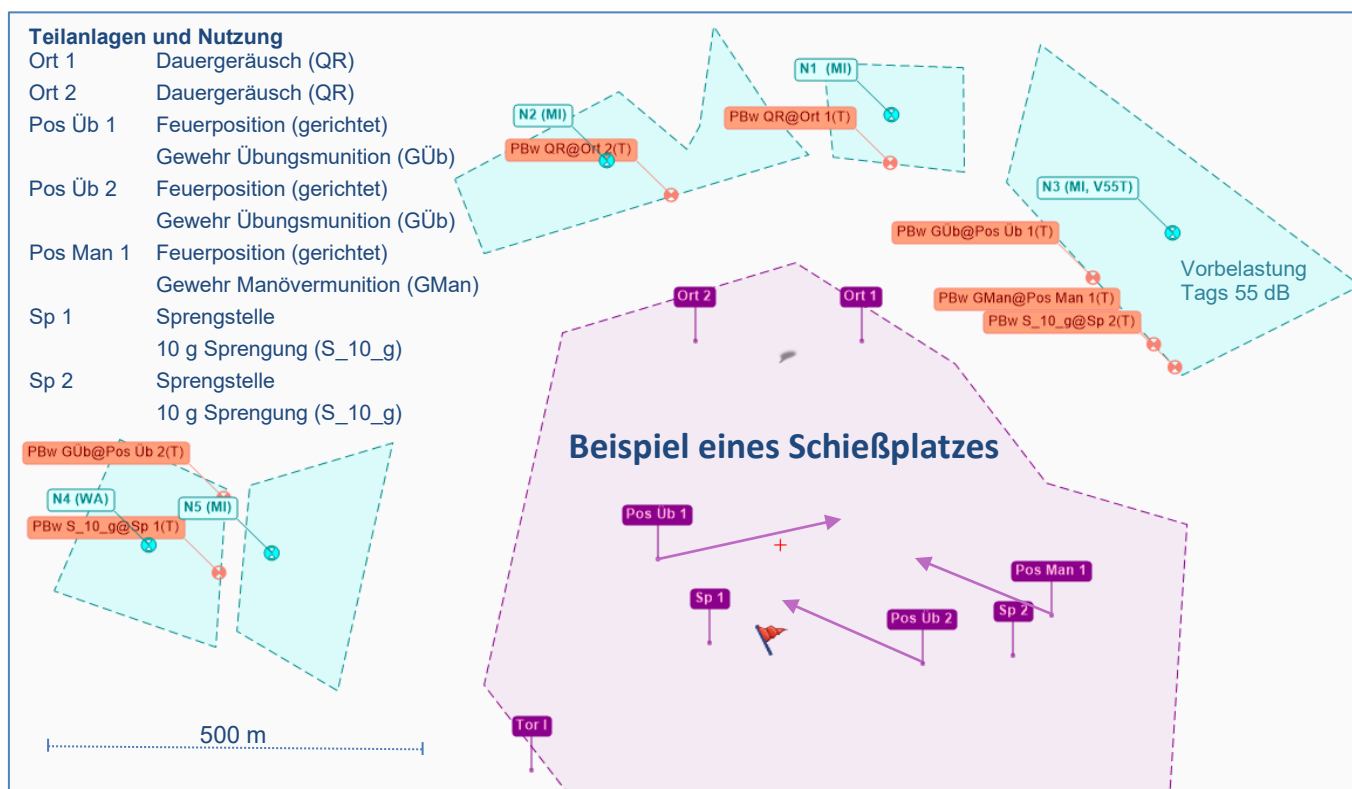 Teilanlagen und Nutzung
Ort 1 Dauergeräusch (QR)
Ort 2 Dauergeräusch (QR)
Pos Üb 1 Feuerposition (gerichtet)
Gewehr Übungsmunition (GÜb)
Pos Üb 2 Feuerposition (gerichtet)
Gewehr Übungsmunition (GÜb)
Pos Man 1 Feuerposition (gerichtet)
Gewehr Manövermunition (GMan)
Sp 1 Sprengstelle
10 g Sprengung (S_10_g)
Sp 2 Sprengstelle
10 g Sprengung (S_10_g)
N1 (MI)
N2 (MI)
PBw QR@Ort 1(T)
PBw QR@Ort 2(T)
N3 (MI, V55T)
PBw GÜb@Pos Üb 1(T)
Vorbelastung
Tags 55 dB
PBw GMan@Pos Man 1(T)
PBw S_10_g@Sp 2(T)
Ort 2
Ort 1
Beispiel eines Schießplatzes
PBw GÜb@Pos Üb 2(T)
N4 (WA)
N5 (MI)
PBw S_10_g@Sp 1(T)
Pos Üb 1
Pos Man 1
Sp 1
Sp 2
Pos Üb 2
Tor I
500 m